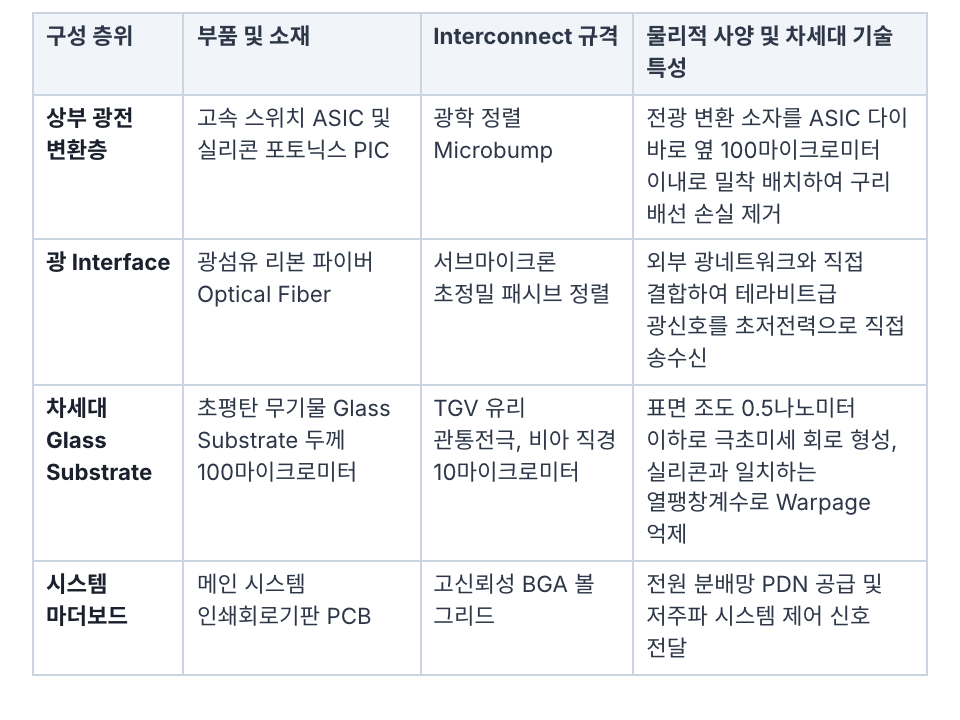 구성 층위
부품 및 소재
Interconnect 규격
물리적 사양 및 차세대 기술
특성
상부 광전
변환층
고속 스위치 ASIC 및
실리콘 포토닉스 PIC
광학 정렬
Microbump
전광 변환 소자를 ASIC 다이
바로 옆 100마이크로미터
이내로 밀착 배치하여 구리
배선 손실 제거
광 Interface
광섬유 리본 파이버
Optical Fiber
서브마이크론
초정밀 패시브 정렬
외부 광네트워크와 직접
결합하여 테라비트급
광신호를 초저전력으로 직접
송수신
차세대
Glass
Substrate
초평탄 무기물 Glass
Substrate 두께
100마이크로미터
TGV 유리
관통전극, 비아 직경
10마이크로미터
표면 조도 0.5나노미터
이하로 극초미세 회로 형성,
실리콘과 일치하는
열팽창계수로 Warpage
억제
시스템
마더보드
메인 시스템
인쇄회로기판 PCB
고신뢰성 BGA 볼
그리드
전원 분배망 PDN 공급 및
저주파 시스템 제어 신호
전달